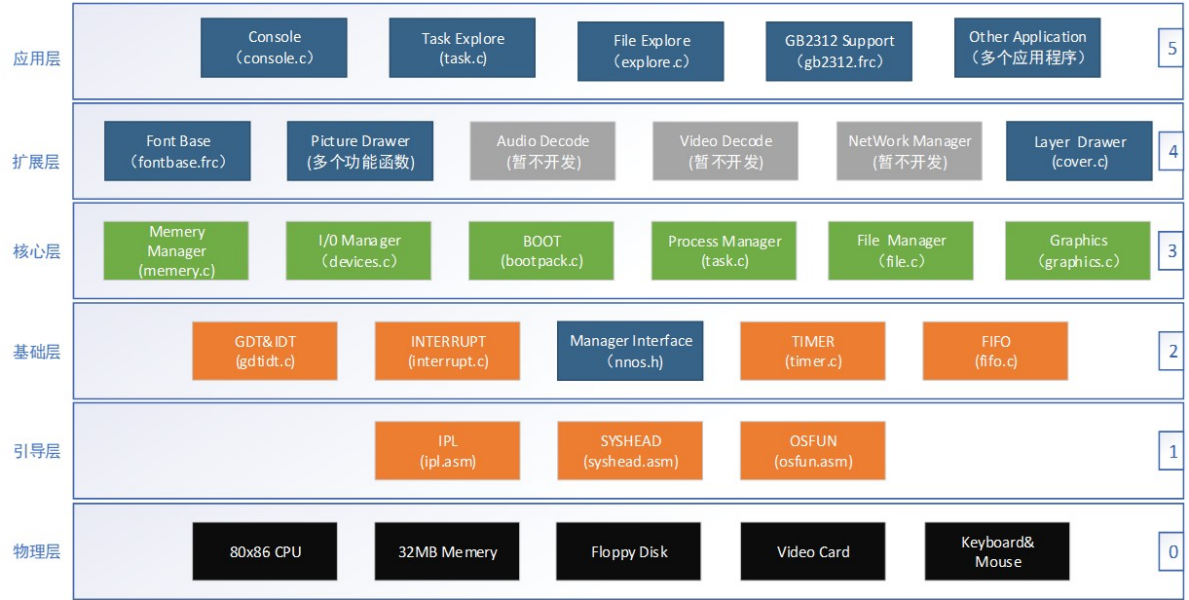 应用层
Console
（console.c）
Task Explore
(task.c)
File Explore
（explore.c）
GB2312 Support
（gb2312.frc）
Other Application
（多个应用程序）
5
扩展层
Font Base
（fontbase.frc）
Picture Drawer
(多个功能函数)
Audio Decode
(暂不开发)
Video Decode
(暂不开发)
NetWork Manager
(暂不开发)
Layer Drawer
(cover.c)
4
核心层
Memery
Manager
(memery.c)
I/0 Manager
（devices.c）
BOOT
(bootpack.c)
Process Manager
(task.c)
File Manager
（file.c）
Graphics
（graphics.c）
3
基础层
GDT&IDT
(gdtidt.c)
INTERRUPT
(interrupt.c)
Manager Interface
（nnos.h）
TIMER
(timer.c)
FIFO
(fifo.c)
2
引导层
IPL
(ipl.asm)
SYSHEAD
(syshead.asm)
OSFUN
(osfun.asm)
1
物理层
80x86 CPU
32MB Memery
Floppy Disk
Video Card
Keyboard&
Mouse
0